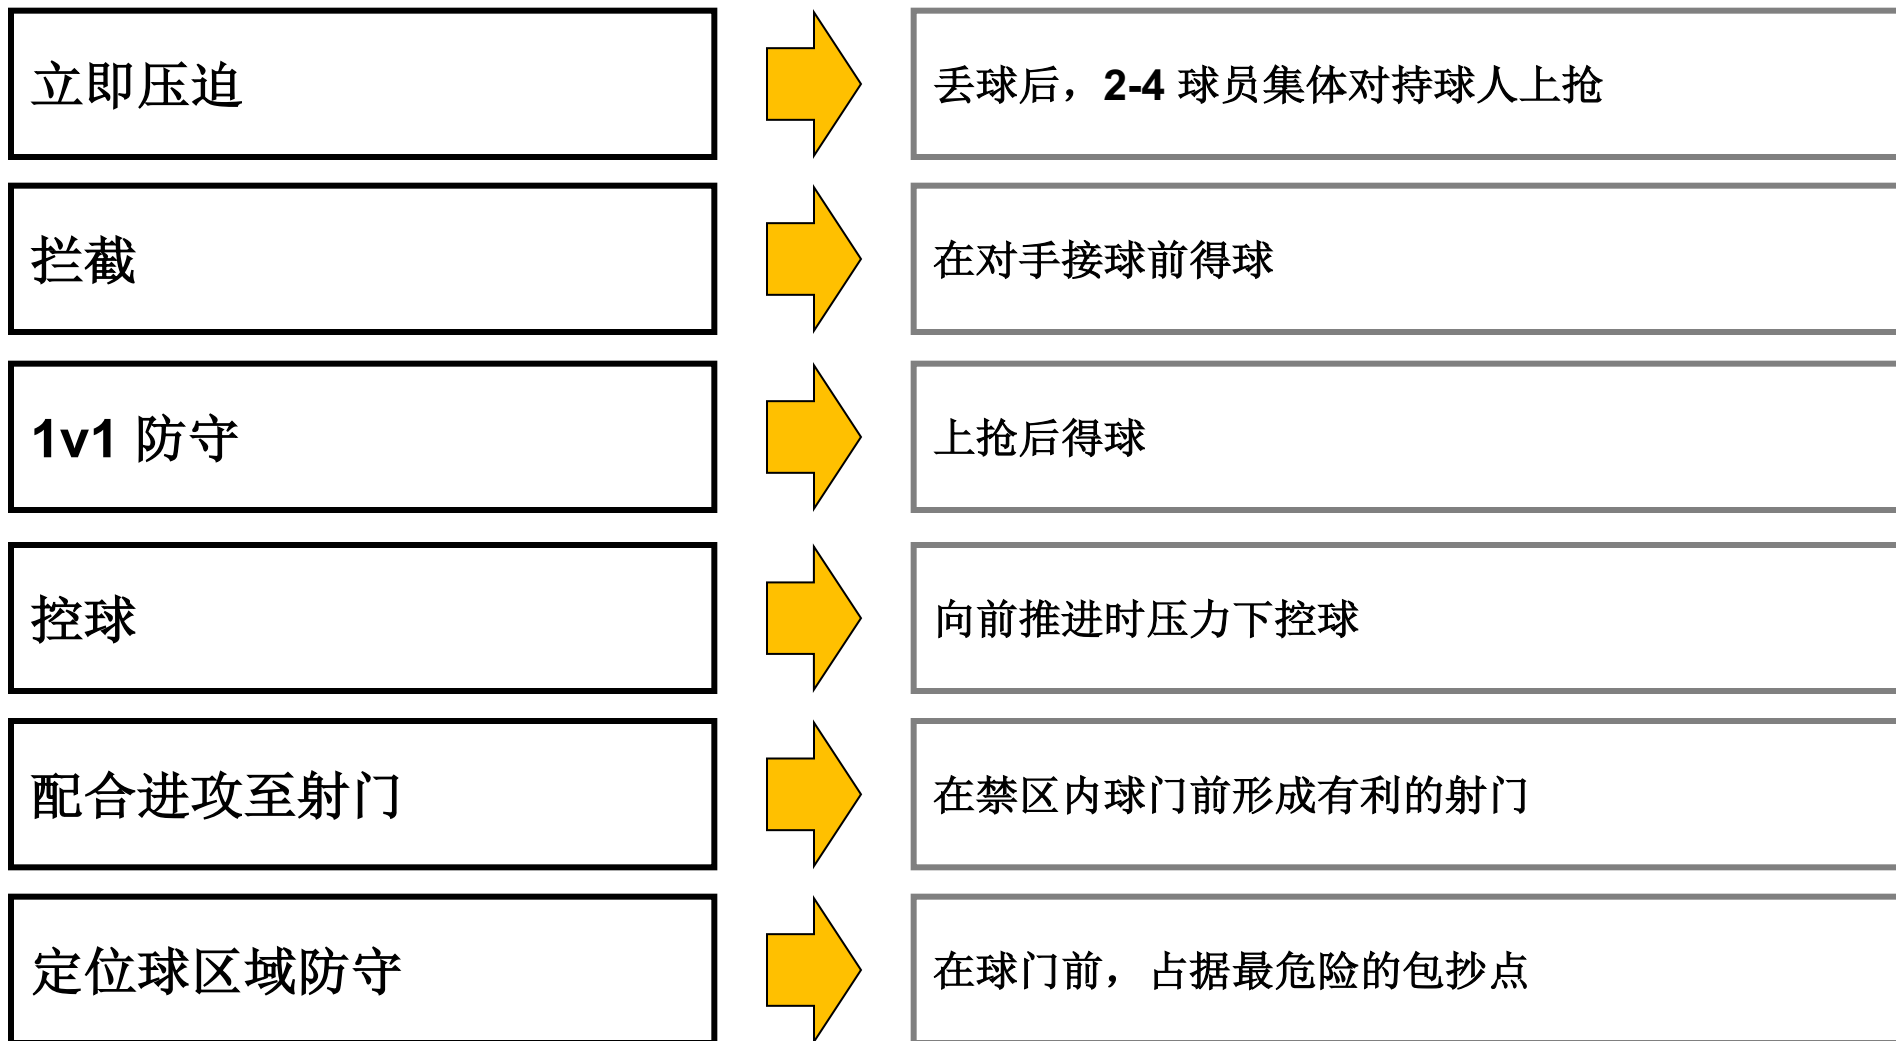 立即压迫
丢球后，2-4 球员集体对持球人上抢
拦截
在对手接球前得球
1v1 防守
上抢后得球
控球
向前推进时压力下控球
配合进攻至射门
在禁区内球门前形成有利的射门
定位球区域防守
在球门前，占据最危险的包抄点